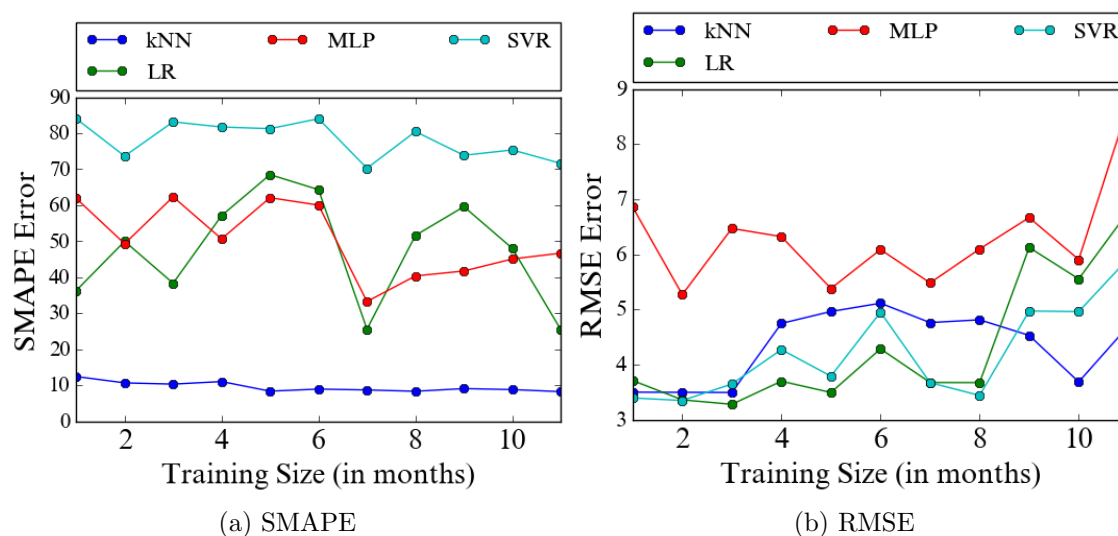 kNN MLP SVR
LR
90
80
70
60
50
40
30
20
10
0
SMAPE Error
2 4 6 8 10
Training Size (in months)
(a) SMAPE
kNN MLP SVR
LR
9
8
7
6
5
4
3
RMSE Error
2 4 6 8 10
Training Size (in months)
(b) RMSE